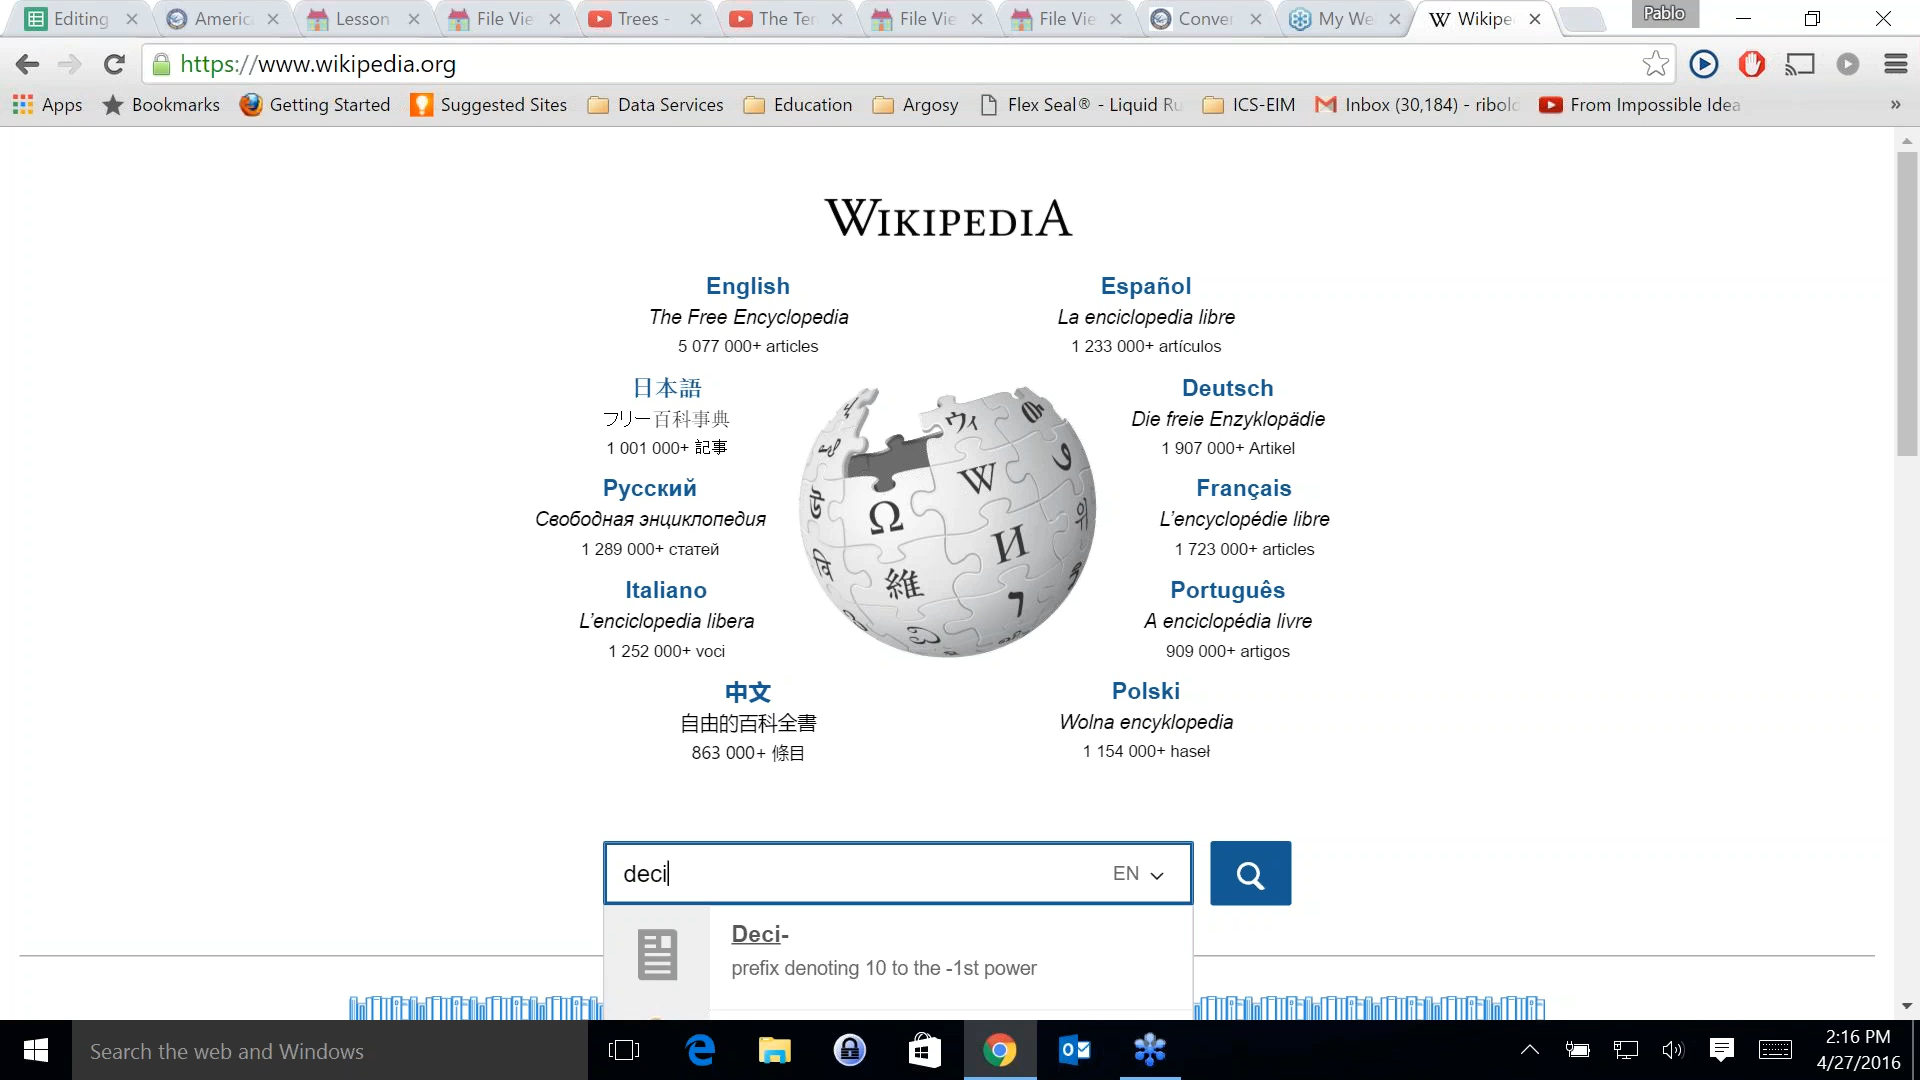 Editing
Americ
Lesson
File Vie
Trees -
The Ter
File Vie
File Vie
Conver
My We
Wikipe
Pablo
https://www.wikipedia.org
Apps
Bookmarks
Getting Started
Suggested Sites
Data Services
Education
Argosy
Flex Seal® - Liquid Ru
ICS-EIM
Inbox (30,184) - ribolo
From Impossible Idea
»
WIKIPEDIA
English
The Free Encyclopedia
5 077 000+ articles
Español
La enciclopedia libre
1 233 000+ artículos
日本語
フリー百科事典
1 001 000+ 記事
Deutsch
Die freie Enzyklopädie
1 907 000+ Artikel
Русский
Свободная энциклопедия
1 289 000+ статей
Français
L’encyclopédie libre
1 723 000+ articles
Italiano
L’enciclopedia libera
1 252 000+ voci
Português
A enciclopédia livre
909 000+ artigos
中文
自由的百科全書
863 000+ 條目
Polski
Wolna encyklopedia
1 154 000+ haseł
Ω
W
И
維
ウィ
위
deci
EN
Deci-
prefix denoting 10 to the -1st power
Search the web and Windows
2:16 PM
4/27/2016